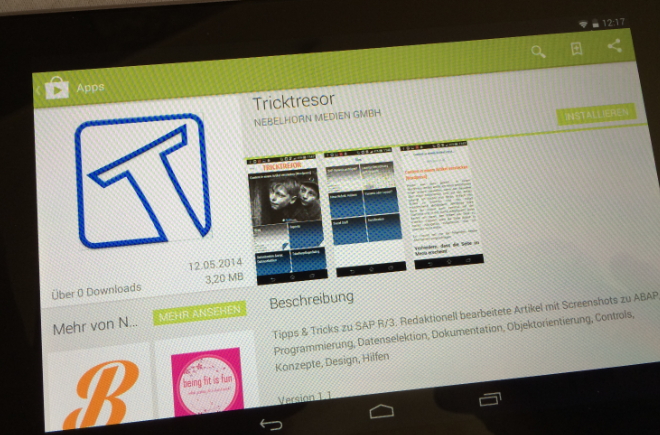 12:17
Apps
Tricktresor
NEBELHORN MEDIEN GMBH
INSTALLIEREN
TRICKTRESOR
12.05.2014
Über 0 Downloads
3,20 MB
Mehr von N...
MEHR ANSEHEN
Beschreibung
Tipps & Tricks zu SAP R/3. Redaktionell bearbeitete Artikel mit Screenshots zu ABAP
Programmierung, Datenselektion, Dokumentation, Objektorientierung, Controls,
Konzepte, Design, Hilfen
Version 1.1
B
being fit is fun